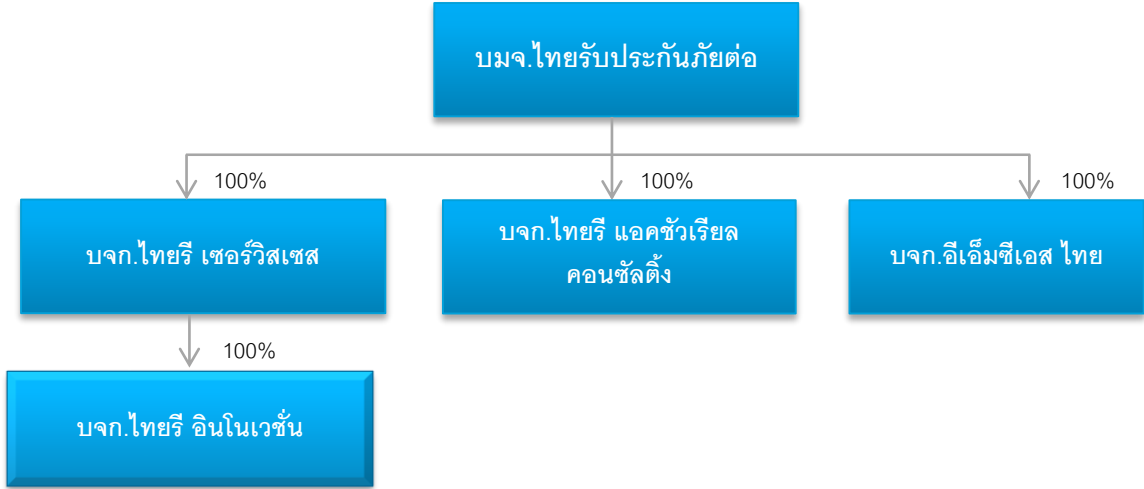 บมจ.ไทยรับประกันภัยต่อ
100%
100%
100%
บจก.ไทยรี เซอร์วิสเซส
บจก.ไทยรี แอคชัวเรียล
คอนซัลติ้ง
บจก.อีเอ็มซีเอส ไทย
100%
บจก.ไทยรี อินโนเวชั่น